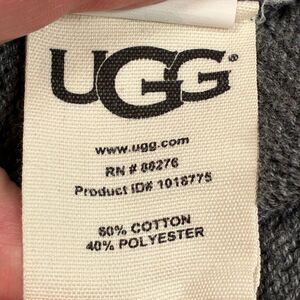 UGG®
www.ugg.com
RN # 88276
Product ID# 1018775
60% COTTON
40% POLYESTER